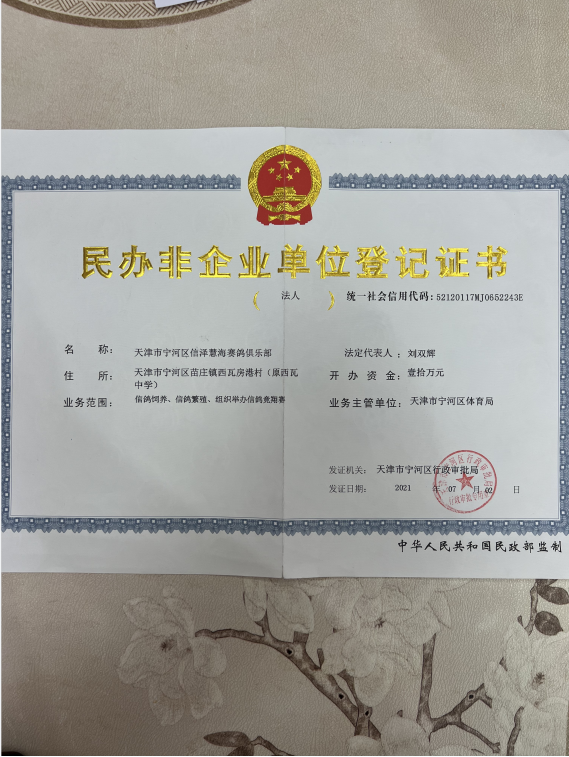 民办非企业单位登记证书
（ 法人 ） 统一社会信用代码：52120117MJ0652243E
名 称： 天津市宁河区信泽慧海赛鸽俱乐部
法定代表人：刘双辉
住 所： 天津市宁河区苗庄镇西瓦房港村（原西瓦
中学）
开办资金：壹拾万元
业务范围： 信鸽饲养、信鸽繁殖、组织举办信鸽竞翔赛
业务主管单位：天津市宁河区体育局
发证机关： 天津市宁河区行政审批局
发证日期： 2021 年 07 月 02 日
中华人民共和国民政部监制